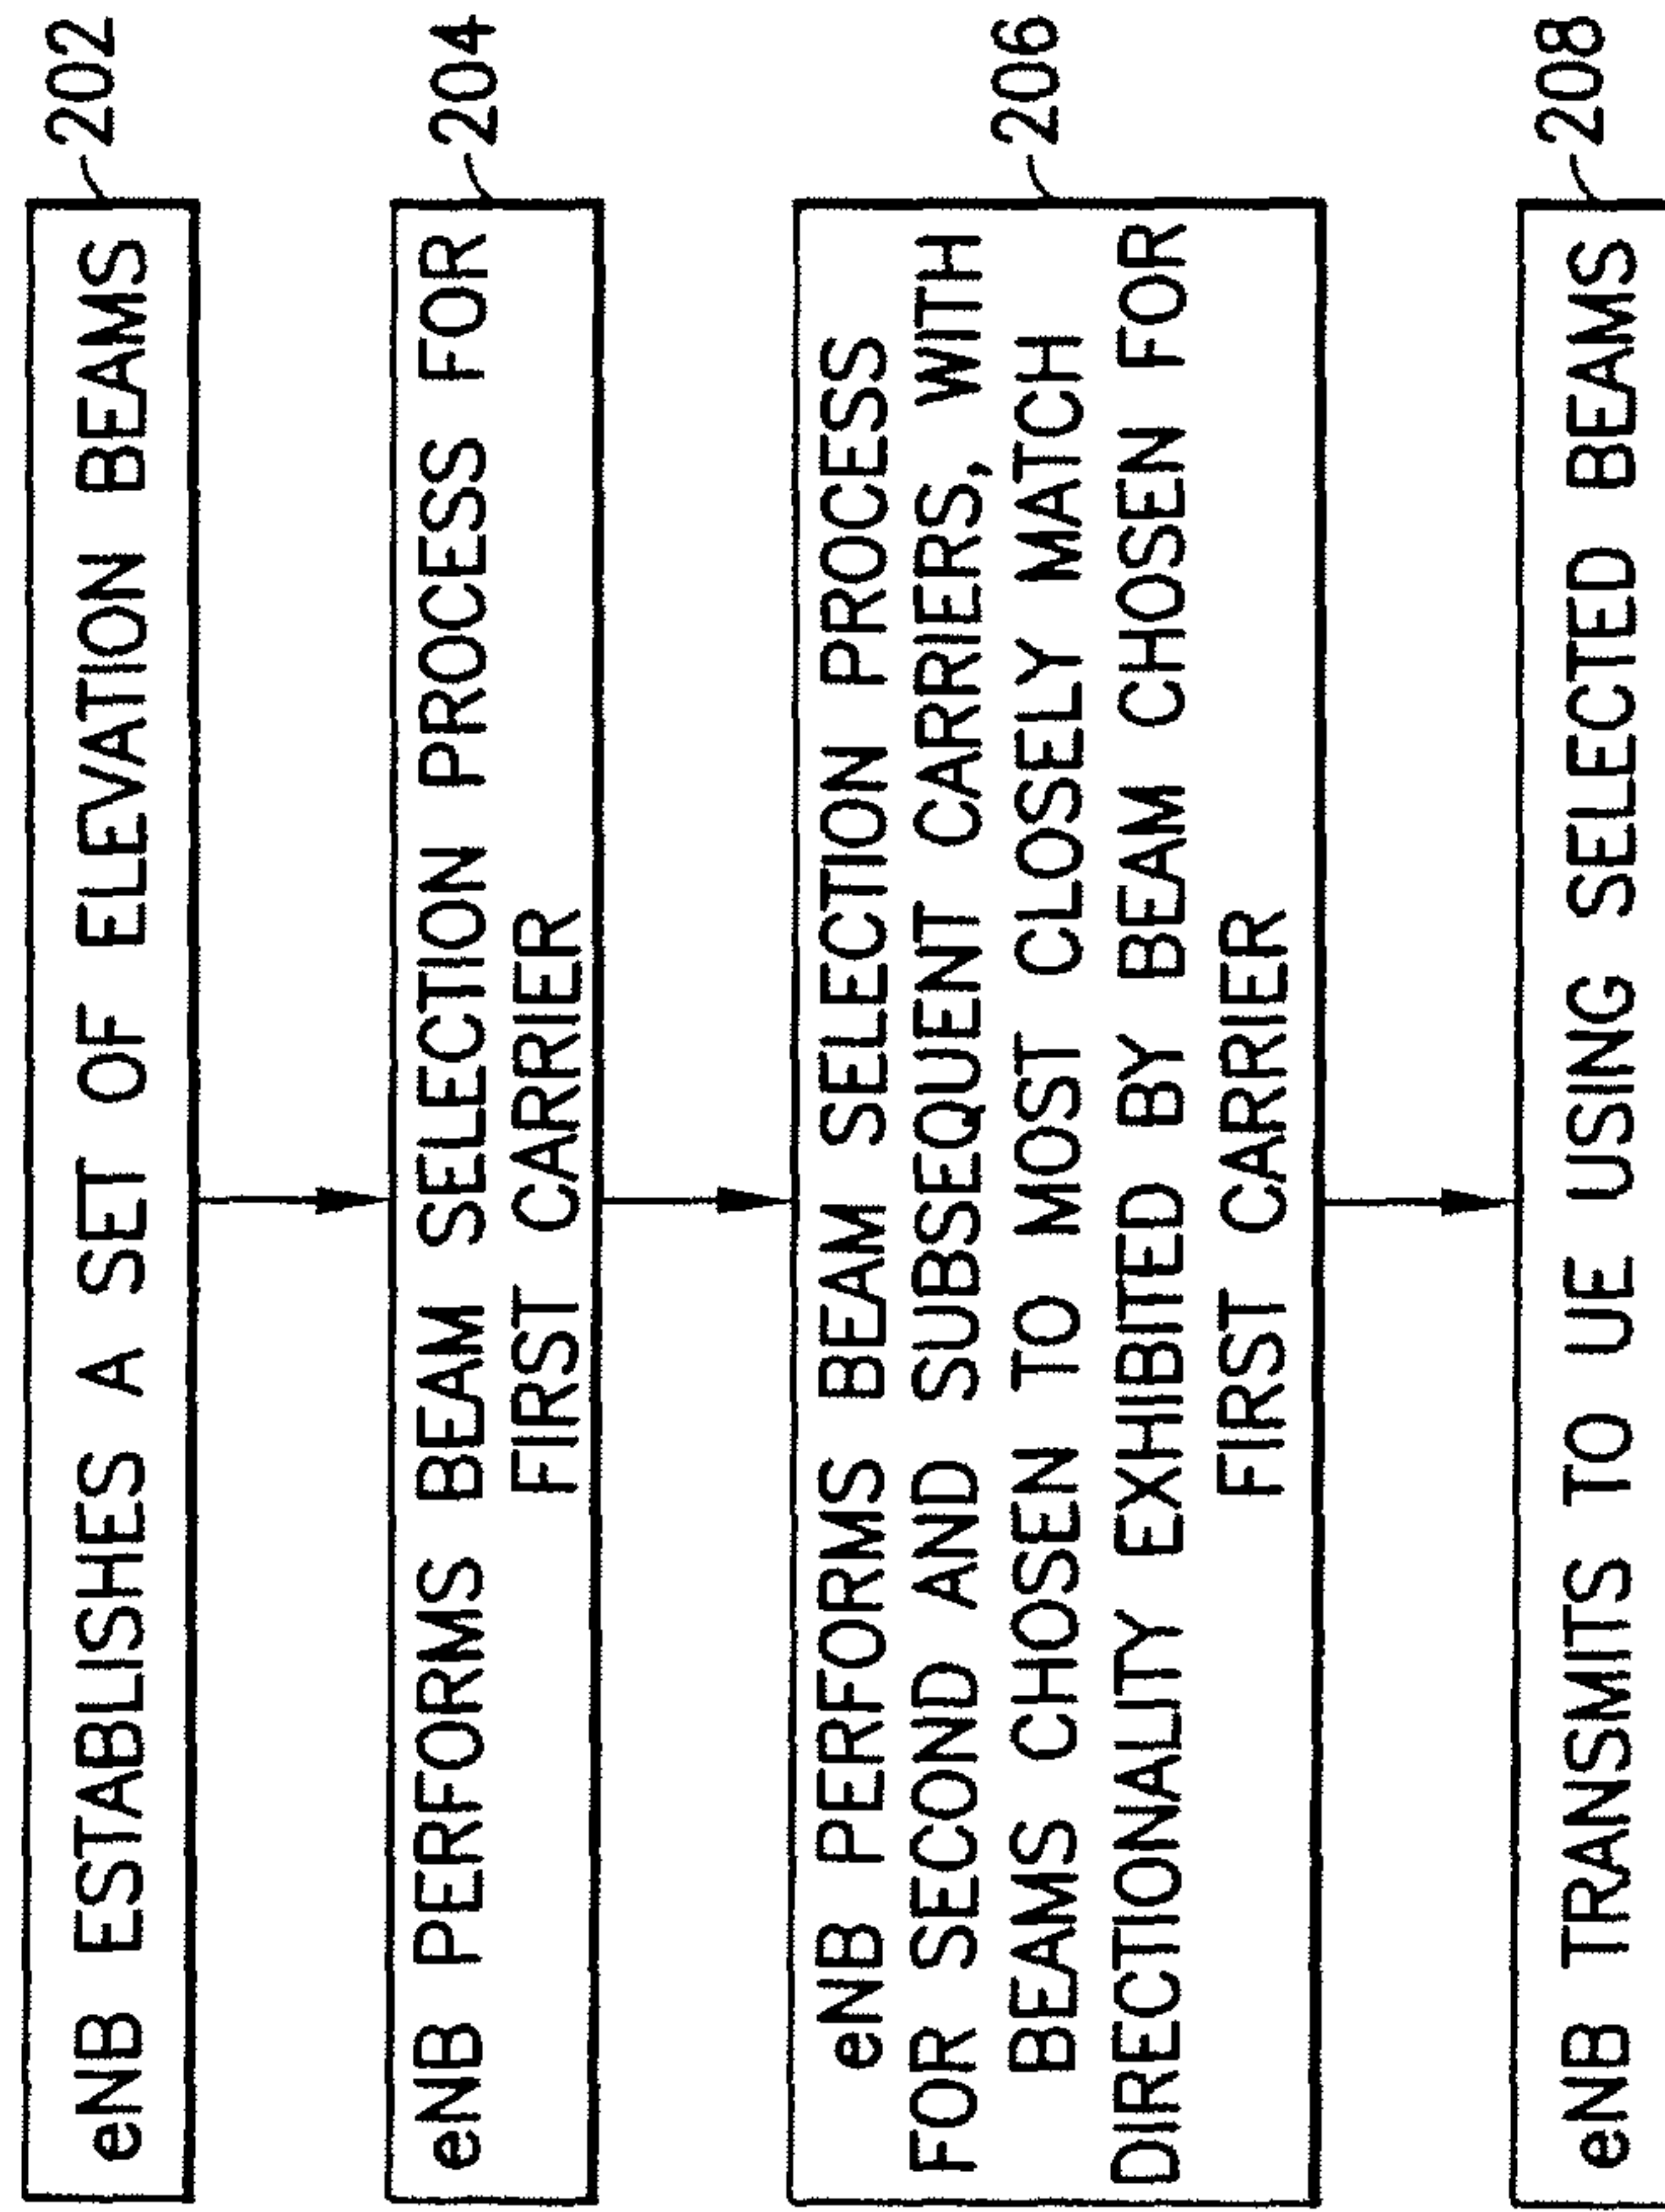 eNB ESTABLISHES A SET OF ELEVATION BEAMS
202
eNB PERFORMS BEAM SELECTION PROCESS FOR
FIRST CARRIER
204
eNB PERFORMS BEAM SELECTION PROCESS
FOR SECOND AND SUBSEQUENT CARRIERS, WITH
BEAMS CHOSEN TO MOST CLOSELY MATCH
DIRECTIONALITY EXHIBITED BY BEAM CHOSEN FOR
FIRST CARRIER
206
eNB TRANSMITS TO UE USING SELECTED BEAMS
208